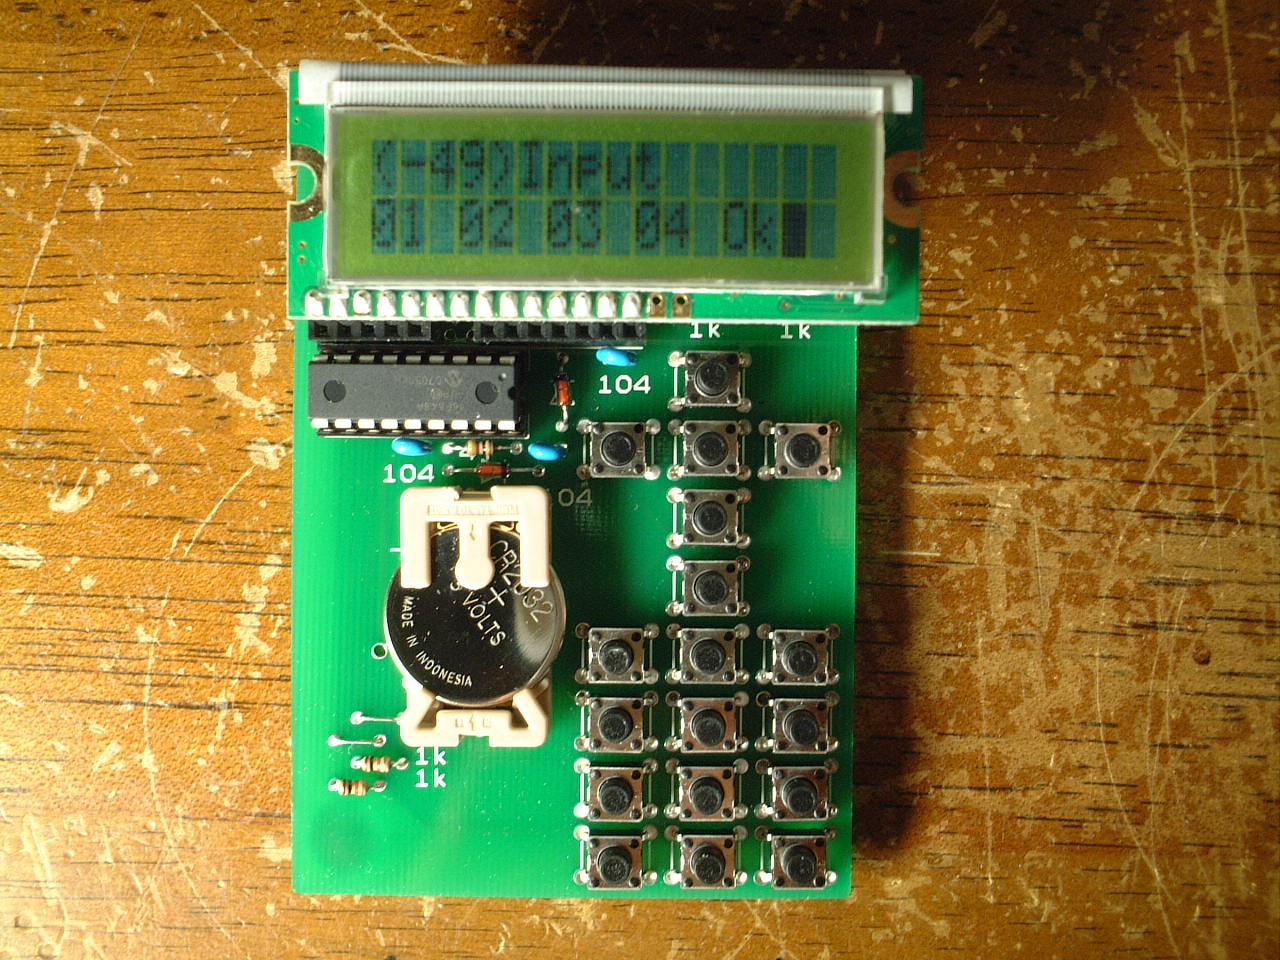 (-49)Input
01 02 03 04 OK
1k 1k
104
104
04
CR2032
+
3 VOLTS
MADE IN INDONESIA
1k
1k